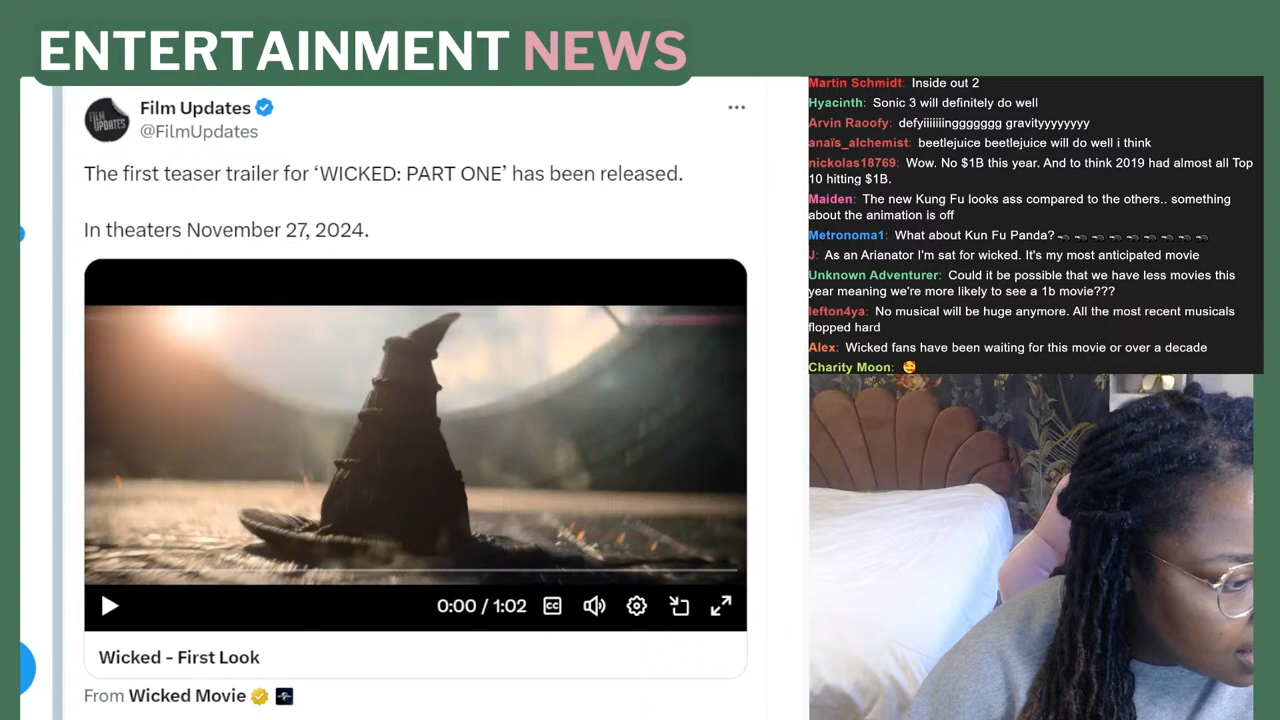 ENTERTAINMENT NEWS
Film Updates
@FilmUpdates
FILM UPDATES
The first teaser trailer for ‘WICKED: PART ONE’ has been released.
In theaters November 27, 2024.
0:00 / 1:02
CC
Wicked - First Look
From Wicked Movie
Martin Schmidt: Inside out 2
Hyacinth: Sonic 3 will definitely do well
Arvin Raoofy: defyiiiiiinggggggg gravityyyyyyy
anaïs_alchemist: beetlejuice beetlejuice will do well i think
nickolas18769: Wow. No $1B this year. And to think 2019 had almost all Top
10 hitting $1B.
Maiden: The new Kung Fu looks ass compared to the others.. something
about the animation is off
Metronoma1: What about Kun Fu Panda?
J: As an Arianator I'm sat for wicked. It's my most anticipated movie
Unknown Adventurer: Could it be possible that we have less movies this
year meaning we're more likely to see a 1b movie???
lefton4ya: No musical will be huge anymore. All the most recent musicals
flopped hard
Alex: Wicked fans have been waiting for this movie or over a decade
Charity Moon: 🥰